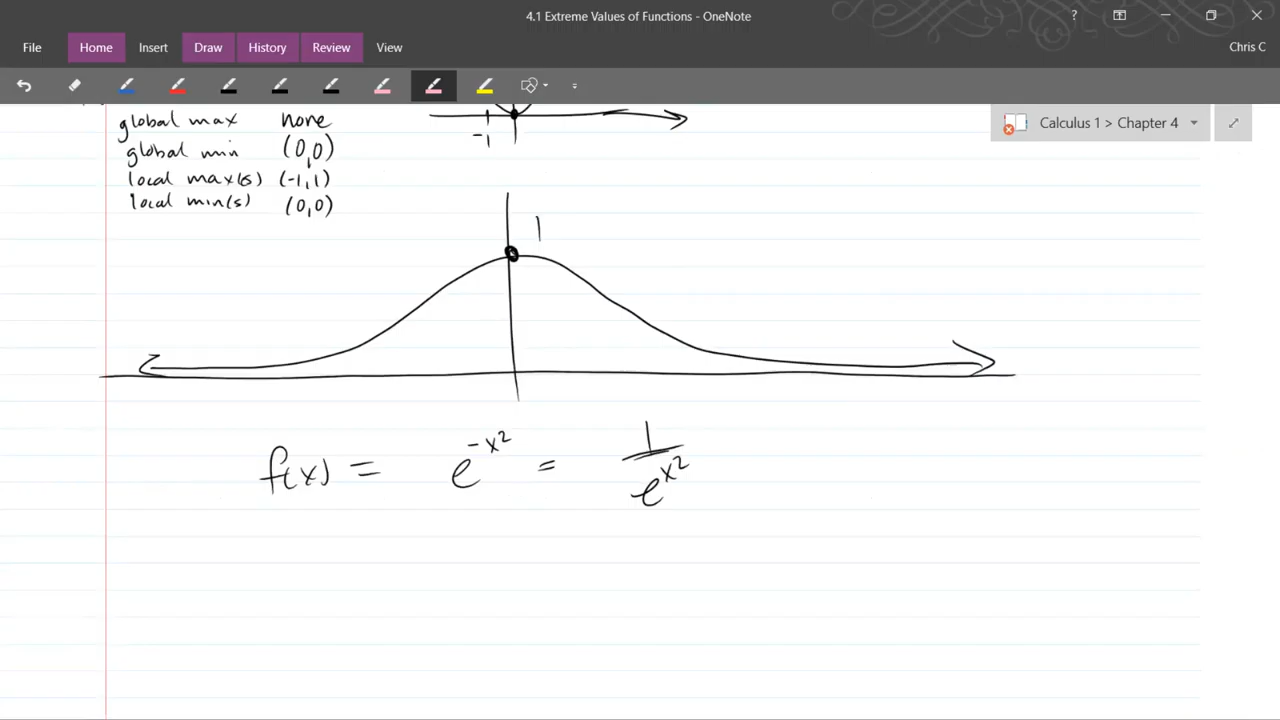 4.1 Extreme Values of Functions - OneNote
?
File Home Insert Draw History Review View
Chris C
Calculus 1 > Chapter 4
global max none
global min (0,0)
local max(s) (-1,1)
local min(s) (0,0)
-1
1
f(x) = e^{-x^2} = \frac{1}{e^{x^2}}